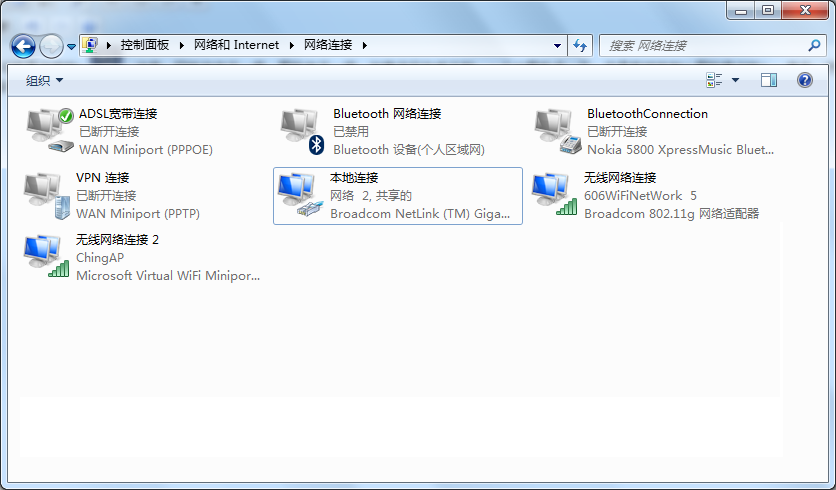 控制面板 网络和 Internet 网络连接
搜索 网络连接
组织
ADSL宽带连接
已断开连接
WAN Miniport (PPPOE)
Bluetooth 网络连接
已禁用
Bluetooth 设备(个人区域网)
BluetoothConnection
已断开连接
Nokia 5800 XpressMusic Bluet...
VPN 连接
已断开连接
WAN Miniport (PPTP)
本地连接
网络 2, 共享的
Broadcom NetLink (TM) Giga...
无线网络连接
606WiFiNetWork 5
Broadcom 802.11g 网络适配器
无线网络连接 2
ChingAP
Microsoft Virtual WiFi Minipor...